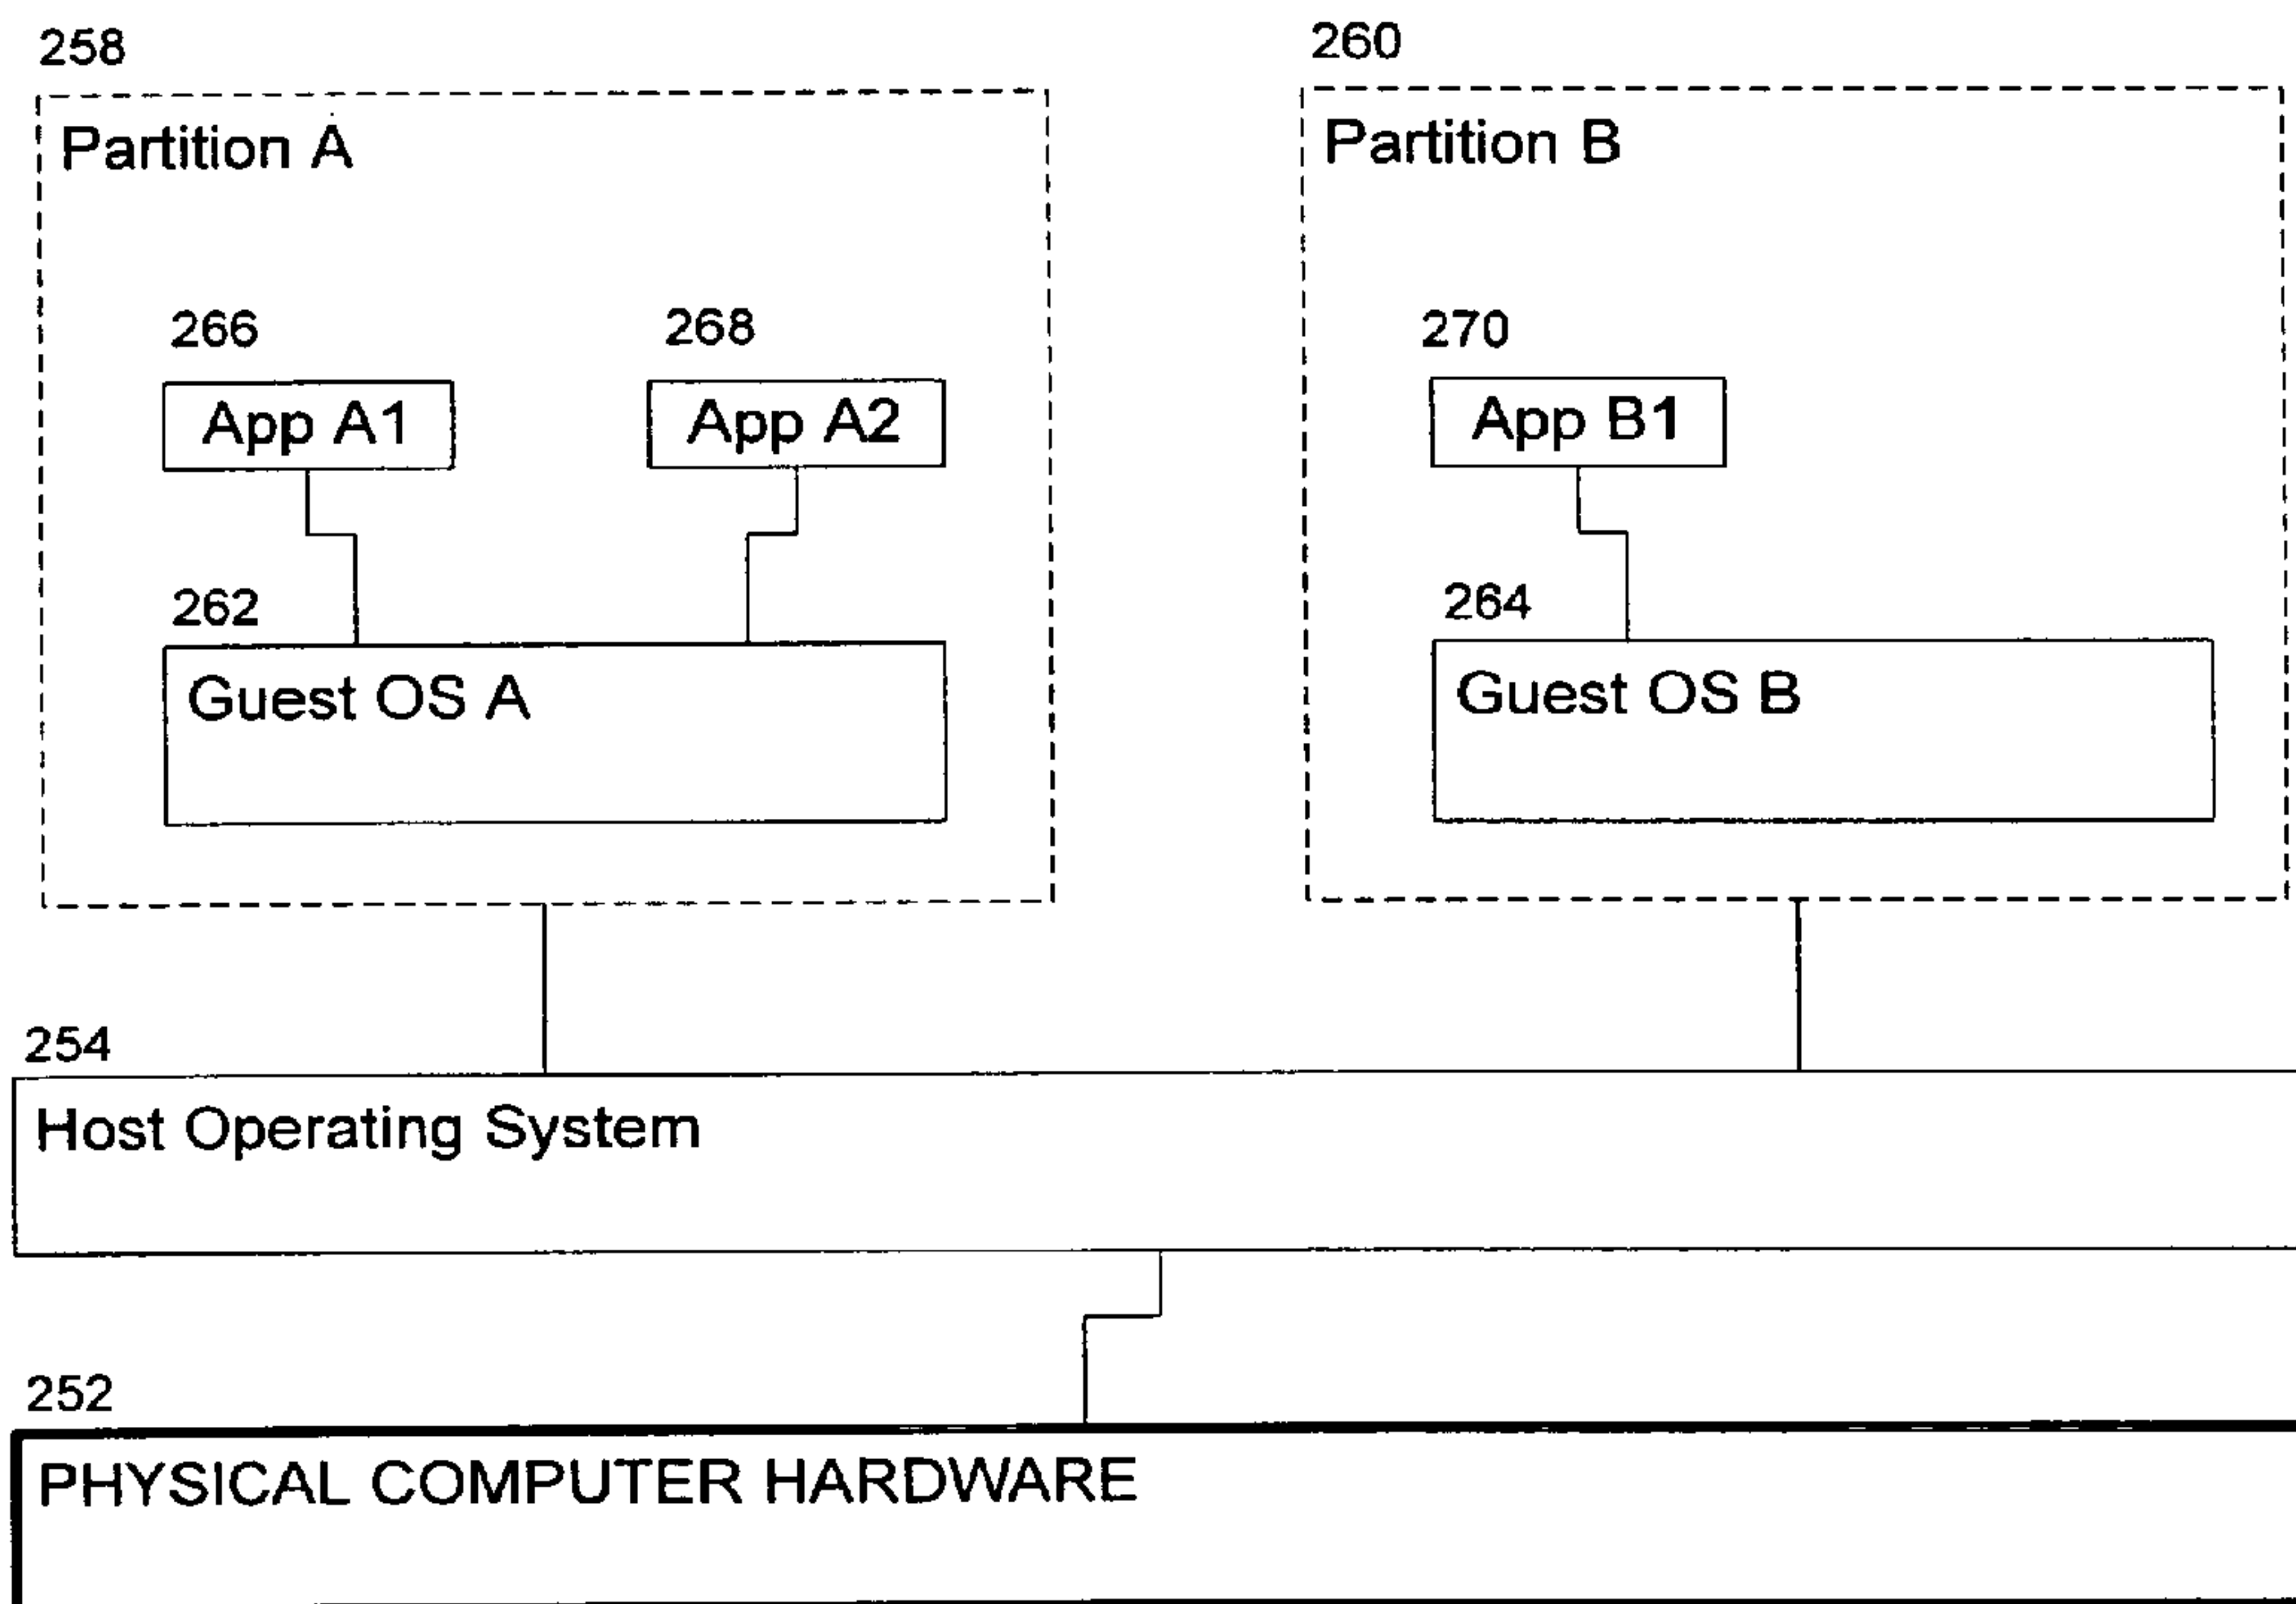 258
260
Partition A
Partition B
266
268
270
App A1
App A2
App B1
262
264
Guest OS A
Guest OS B
254
Host Operating System
252
PHYSICAL COMPUTER HARDWARE